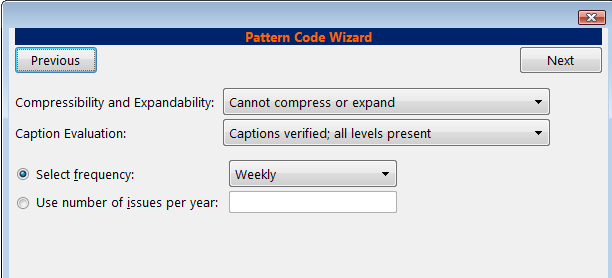 Pattern Code Wizard
Previous Next
Compressibility and Expandability: Cannot compress or expand
Caption Evaluation: Captions verified; all levels present
Select frequency: Weekly
Use number of issues per year: